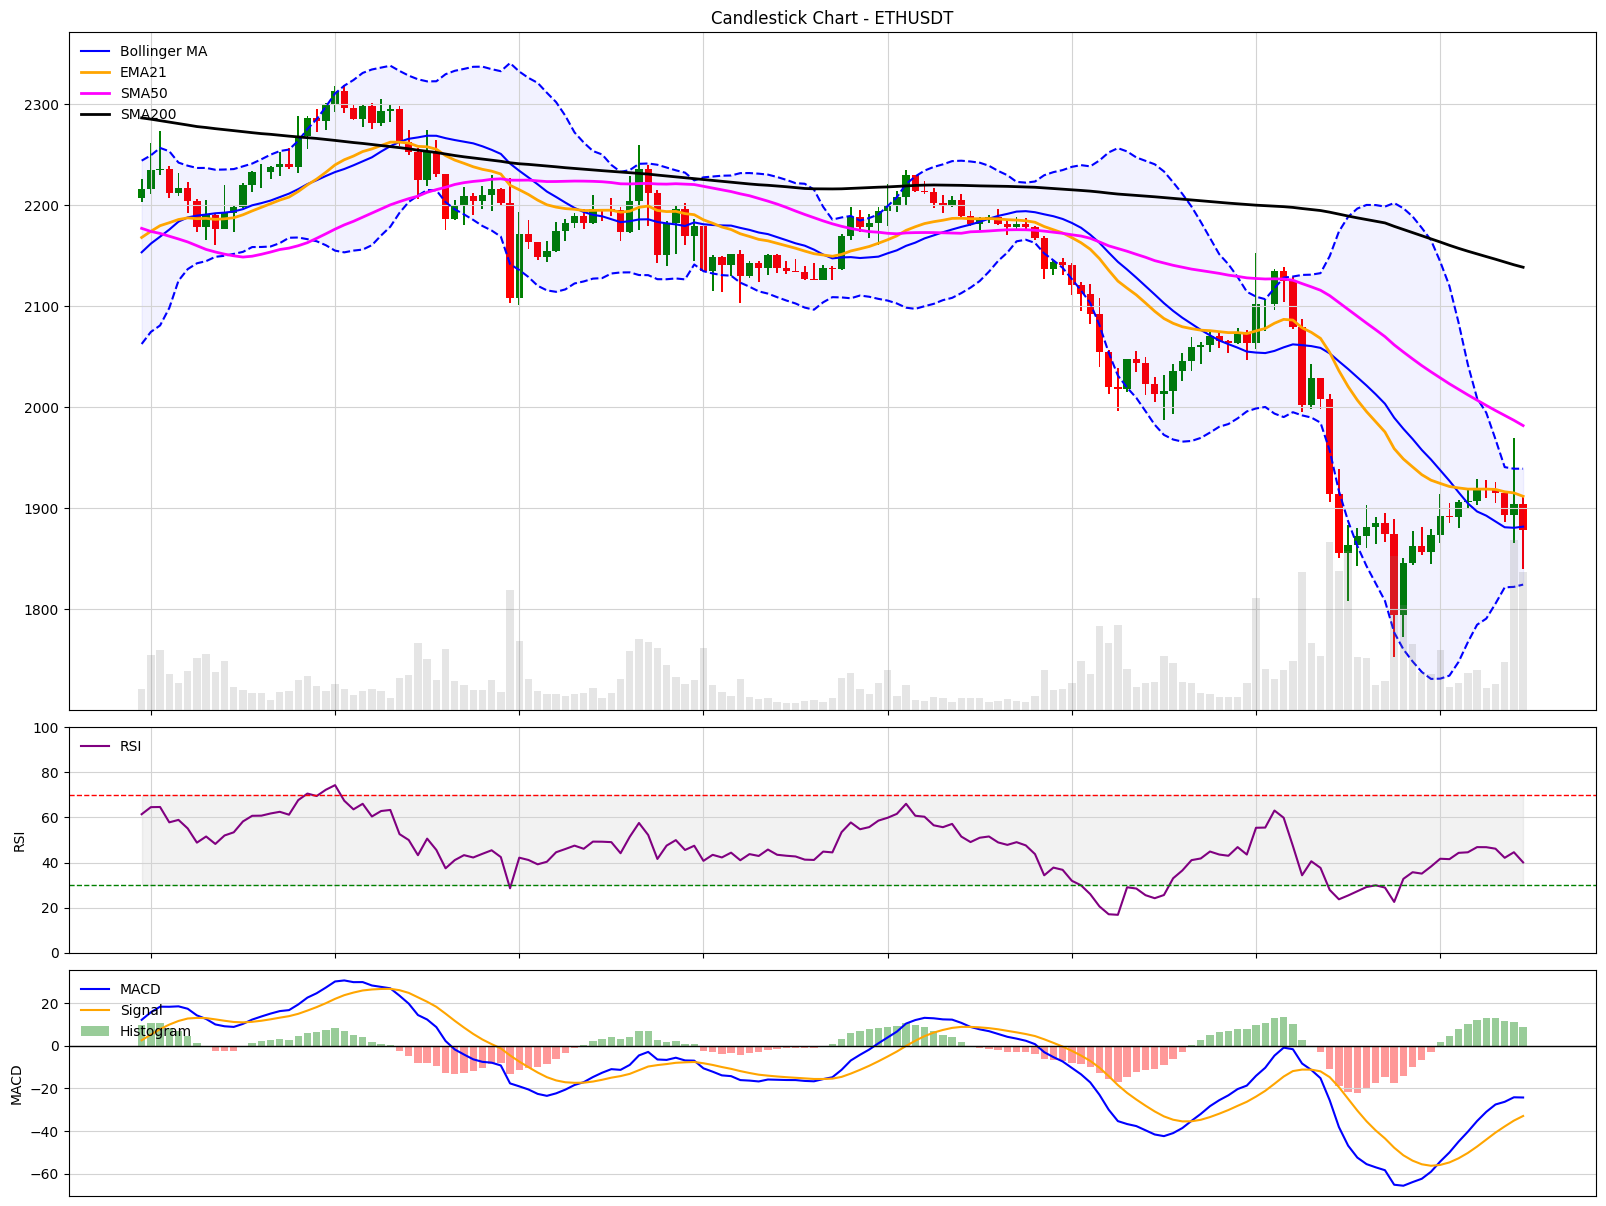 Candlestick Chart - ETHUSDT
Bollinger MA
EMA21
SMA50
SMA200
2300
2200
2100
2000
1900
1800
RSI
100
80
60
40
20
0
RSI
MACD
Signal
Histogram
20
0
−20
−40
−60
MACD